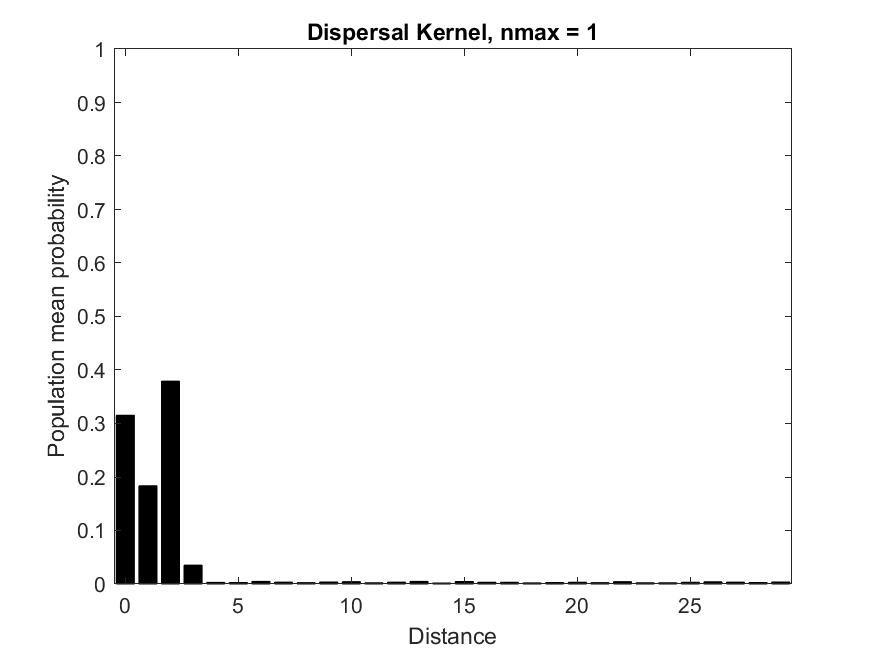 Dispersal Kernel, nmax = 1
1
0.9
0.8
0.7
0.6
0.5
0.4
0.3
0.2
0.1
0
Population mean probability
0 5 10 15 20 25
Distance